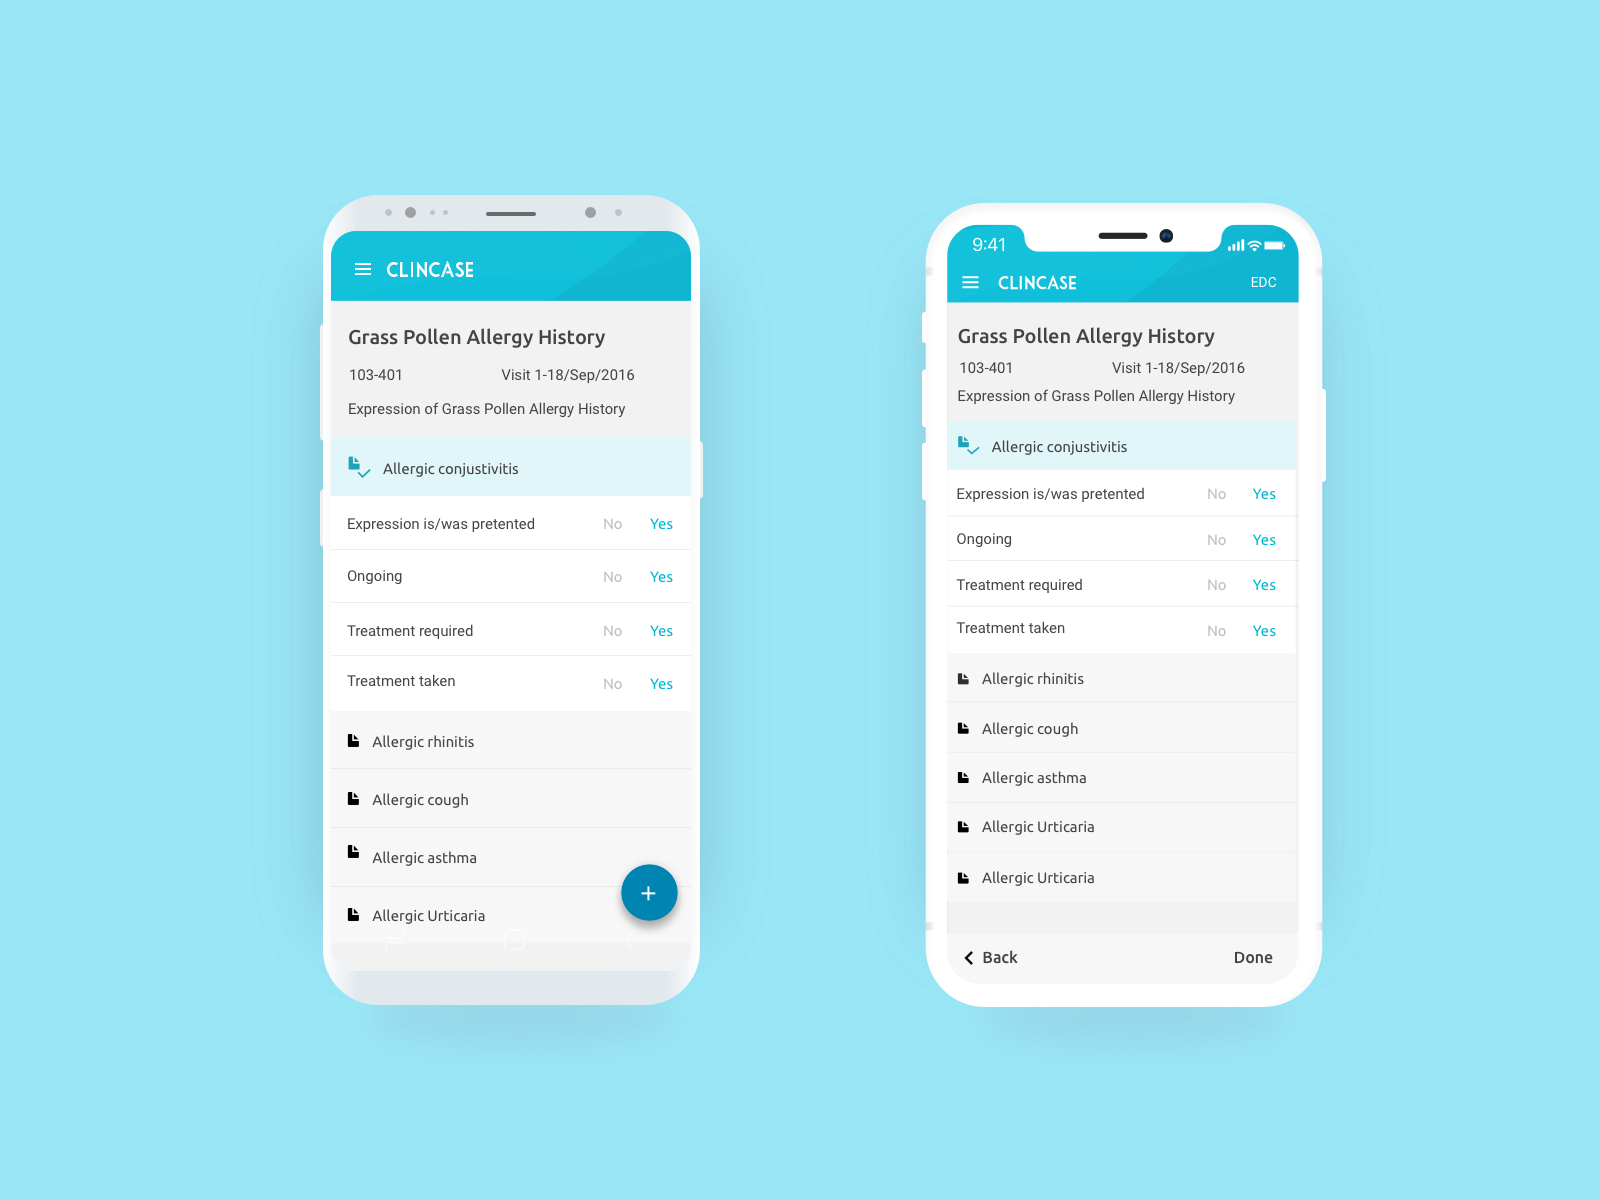 CLINCASE
Grass Pollen Allergy History
103-401 Visit 1-18/Sep/2016
Expression of Grass Pollen Allergy History
Allergic conjustivitis
Expression is/was pretented No Yes
Ongoing No Yes
Treatment required No Yes
Treatment taken No Yes
Allergic rhinitis
Allergic cough
Allergic asthma
+
Allergic Urticaria
9:41
CLINCASE EDC
Grass Pollen Allergy History
103-401 Visit 1-18/Sep/2016
Expression of Grass Pollen Allergy History
Allergic conjustivitis
Expression is/was pretented No Yes
Ongoing No Yes
Treatment required No Yes
Treatment taken No Yes
Allergic rhinitis
Allergic cough
Allergic asthma
Allergic Urticaria
Allergic Urticaria
Back Done